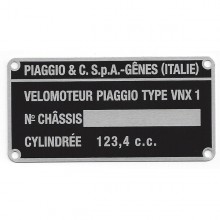 PIAGGIO & C. S.p.A.-GÊNES (ITALIE)
VELOMOTEUR PIAGGIO TYPE VNX 1
No CHÂSSIS
CYLINDRÉE 123,4 c.c.